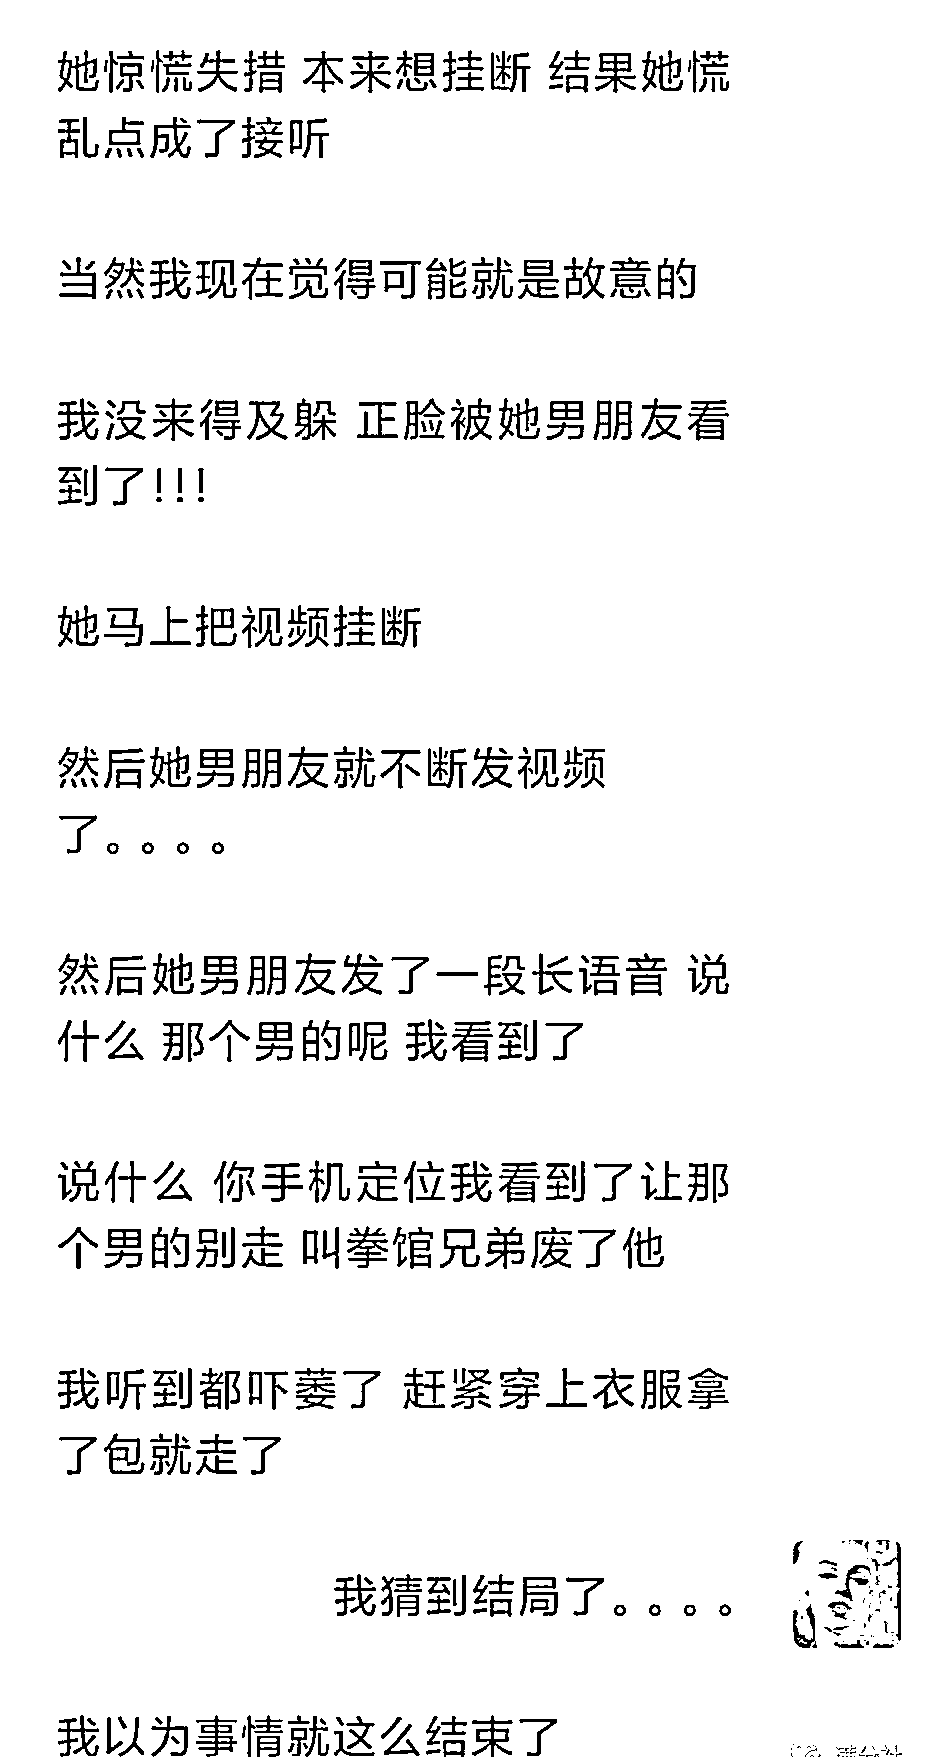 她惊慌失措 本来想挂断 结果她慌
乱点成了接听
当然我现在觉得可能就是故意的
我没来得及躲 正脸被她男朋友看
到了!!!
她马上把视频挂断
然后她男朋友就不断发视频
了。。。。
然后她男朋友发了一段长语音 说
什么 那个男的呢 我看到了
说什么 你手机定位我看到了让那
个男的别走 叫拳馆兄弟废了他
我听到都吓萎了 赶紧穿上衣服拿
了包就走了
我猜到结局了。。。。
我以为事情就这么结束了